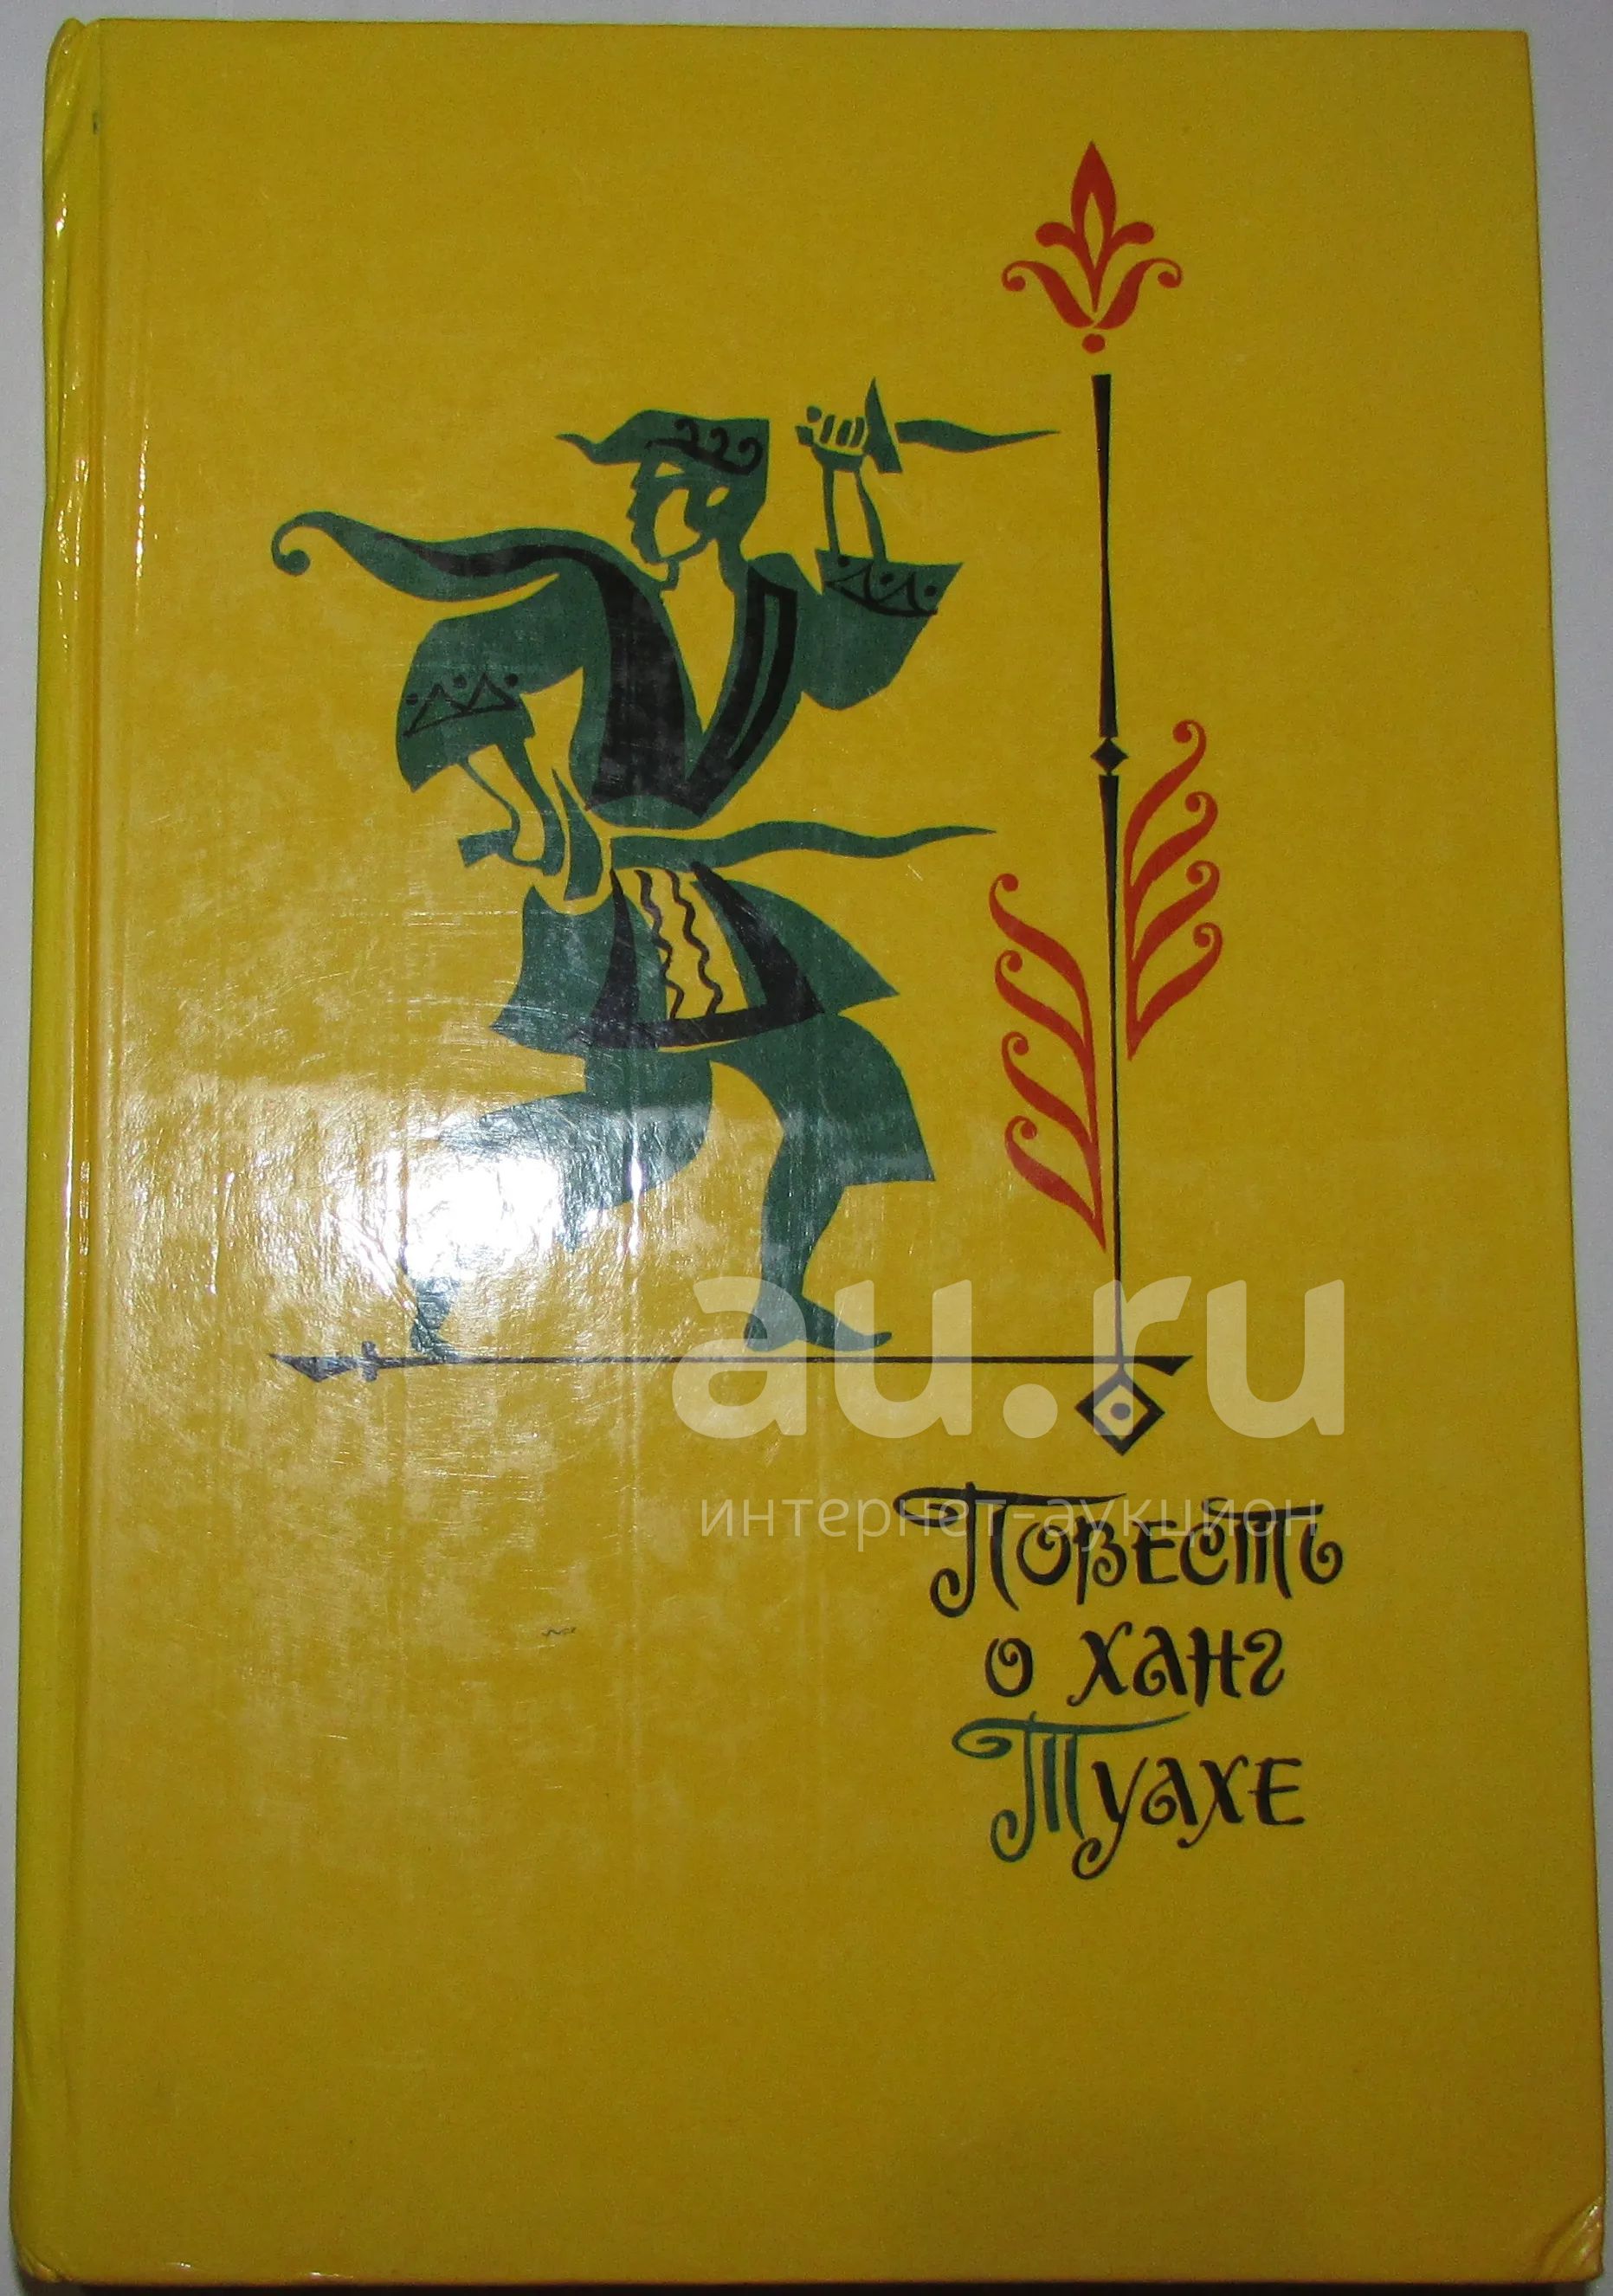 au.ru
интернет-аукцион
Повесть
о ханг
Туахе